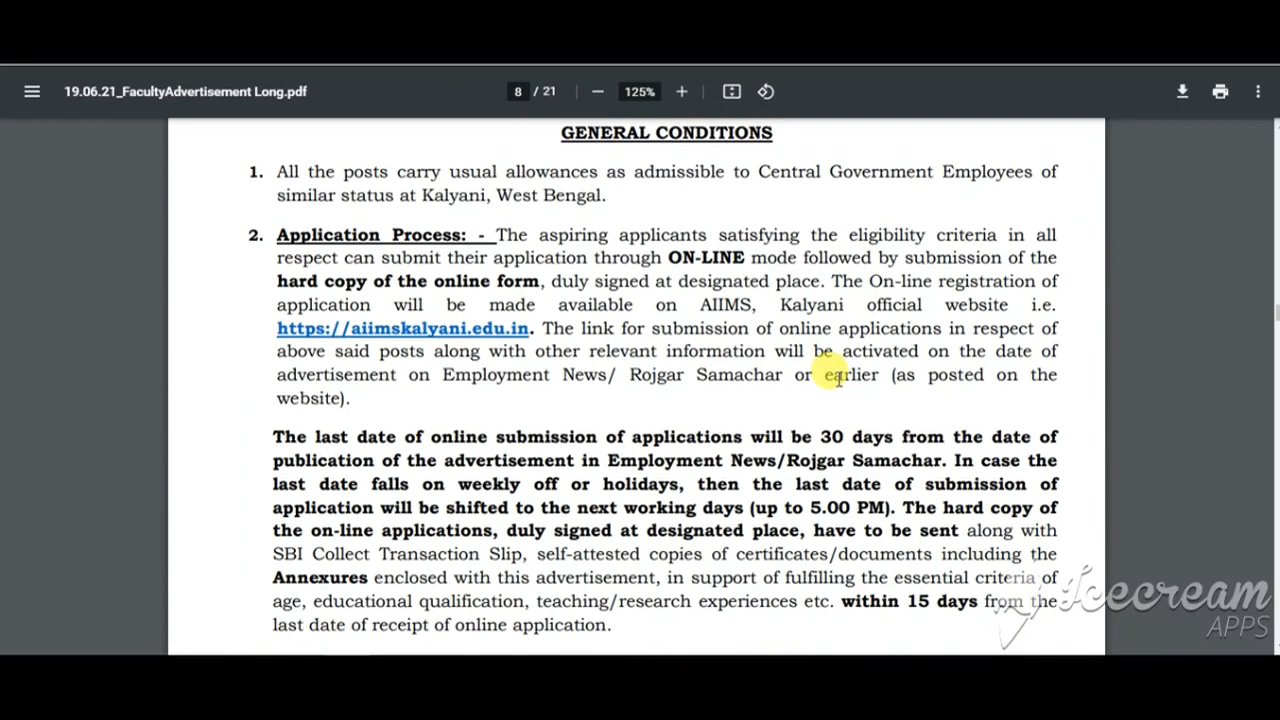 19.06.21_FacultyAdvertisement Long.pdf
8 / 21
125%
GENERAL CONDITIONS
1. All the posts carry usual allowances as admissible to Central Government Employees of
similar status at Kalyani, West Bengal.
2. Application Process: - The aspiring applicants satisfying the eligibility criteria in all
respect can submit their application through ON-LINE mode followed by submission of the
hard copy of the online form, duly signed at designated place. The On-line registration of
application will be made available on AIIMS, Kalyani official website i.e.
https://aiimskalyani.edu.in. The link for submission of online applications in respect of
above said posts along with other relevant information will be activated on the date of
advertisement on Employment News/ Rojgar Samachar or earlier (as posted on the
website).
The last date of online submission of applications will be 30 days from the date of
publication of the advertisement in Employment News/Rojgar Samachar. In case the
last date falls on weekly off or holidays, then the last date of submission of
application will be shifted to the next working days (up to 5.00 PM). The hard copy of
the on-line applications, duly signed at designated place, have to be sent along with
SBI Collect Transaction Slip, self-attested copies of certificates/documents including the
Annexures enclosed with this advertisement, in support of fulfilling the essential criteria of
age, educational qualification, teaching/research experiences etc. within 15 days from the
last date of receipt of online application.
Icecream
APPS